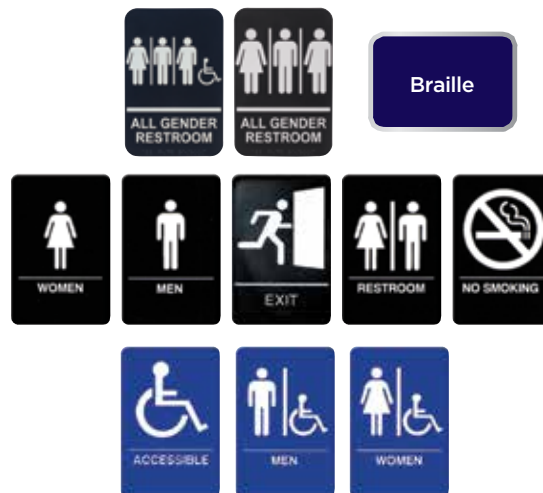 ALL GENDER
RESTROOM
ALL GENDER
RESTROOM
Braille
WOMEN
MEN
EXIT
RESTROOM
NO SMOKING
ACCESSIBLE
MEN
WOMEN